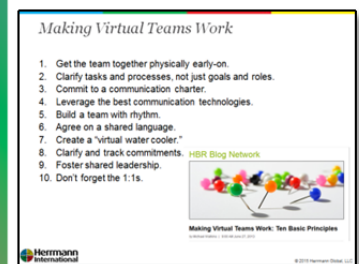 Making Virtual Teams Work
1. Get the team together physically early-on.
2. Clarify tasks and processes, not just goals and roles.
3. Commit to a communication charter.
4. Leverage the best communication technologies.
5. Build a team with rhythm.
6. Agree on a shared language.
7. Create a “virtual water cooler.”
8. Clarify and track commitments.
9. Foster shared leadership.
10. Don’t forget the 1:1s.
HBR Blog Network
Making Virtual Teams Work: Ten Basic Principles
Herrmann
International